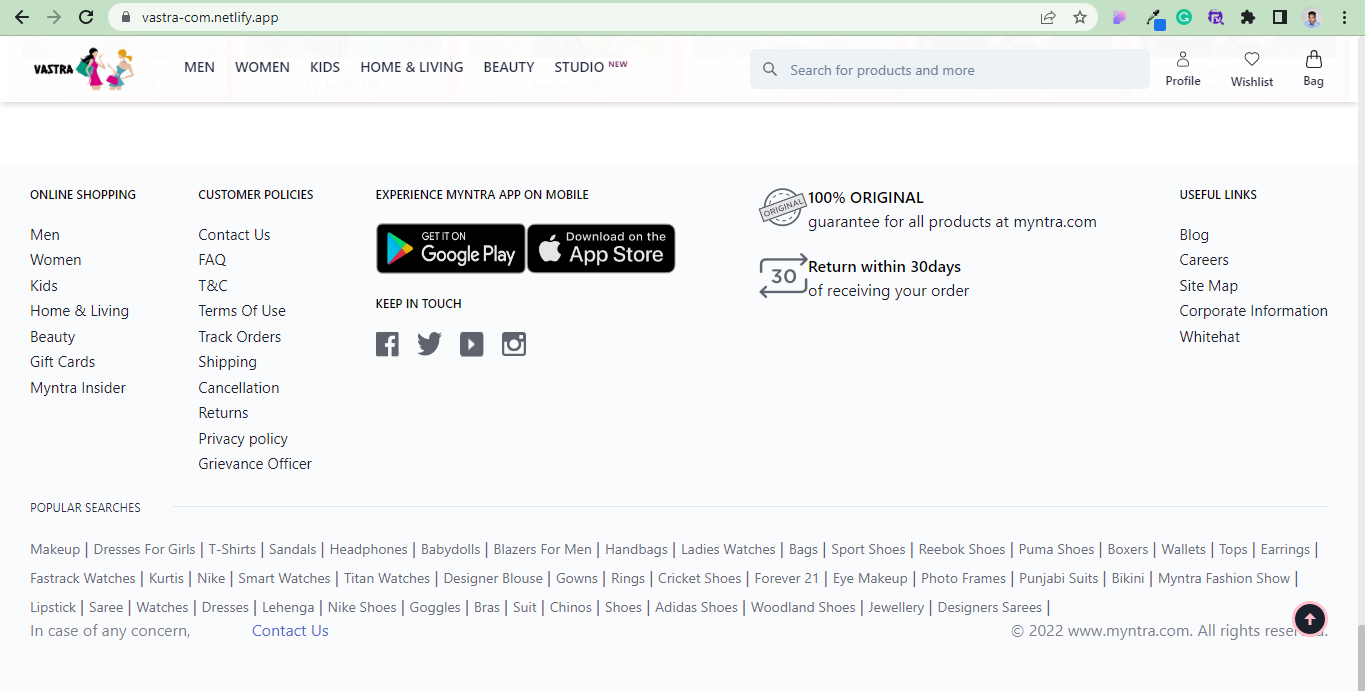 vastra-com.netlify.app
VASTRA
MEN WOMEN KIDS HOME & LIVING BEAUTY STUDIO NEW
Search for products and more
Profile
Wishlist
Bag
ONLINE SHOPPING
Men
Women
Kids
Home & Living
Beauty
Gift Cards
Myntra Insider
CUSTOMER POLICIES
Contact Us
FAQ
T&C
Terms Of Use
Track Orders
Shipping
Cancellation
Returns
Privacy policy
Grievance Officer
EXPERIENCE MYNTRA APP ON MOBILE
GET IT ON
Google Play
Download on the
App Store
KEEP IN TOUCH
ORIGINAL
100% ORIGINAL
guarantee for all products at myntra.com
30
Return within 30days
of receiving your order
USEFUL LINKS
Blog
Careers
Site Map
Corporate Information
Whitehat
POPULAR SEARCHES
Makeup | Dresses For Girls | T-Shirts | Sandals | Headphones | Babydolls | Blazers For Men | Handbags | Ladies Watches | Bags | Sport Shoes | Reebok Shoes | Puma Shoes | Boxers | Wallets | Tops | Earrings |
Fastrack Watches | Kurtis | Nike | Smart Watches | Titan Watches | Designer Blouse | Gowns | Rings | Cricket Shoes | Forever 21 | Eye Makeup | Photo Frames | Punjabi Suits | Bikini | Myntra Fashion Show |
Lipstick | Saree | Watches | Dresses | Lehenga | Nike Shoes | Goggles | Bras | Suit | Chinos | Shoes | Adidas Shoes | Woodland Shoes | Jewellery | Designers Sarees |
In case of any concern, Contact Us
© 2022 www.myntra.com. All rights